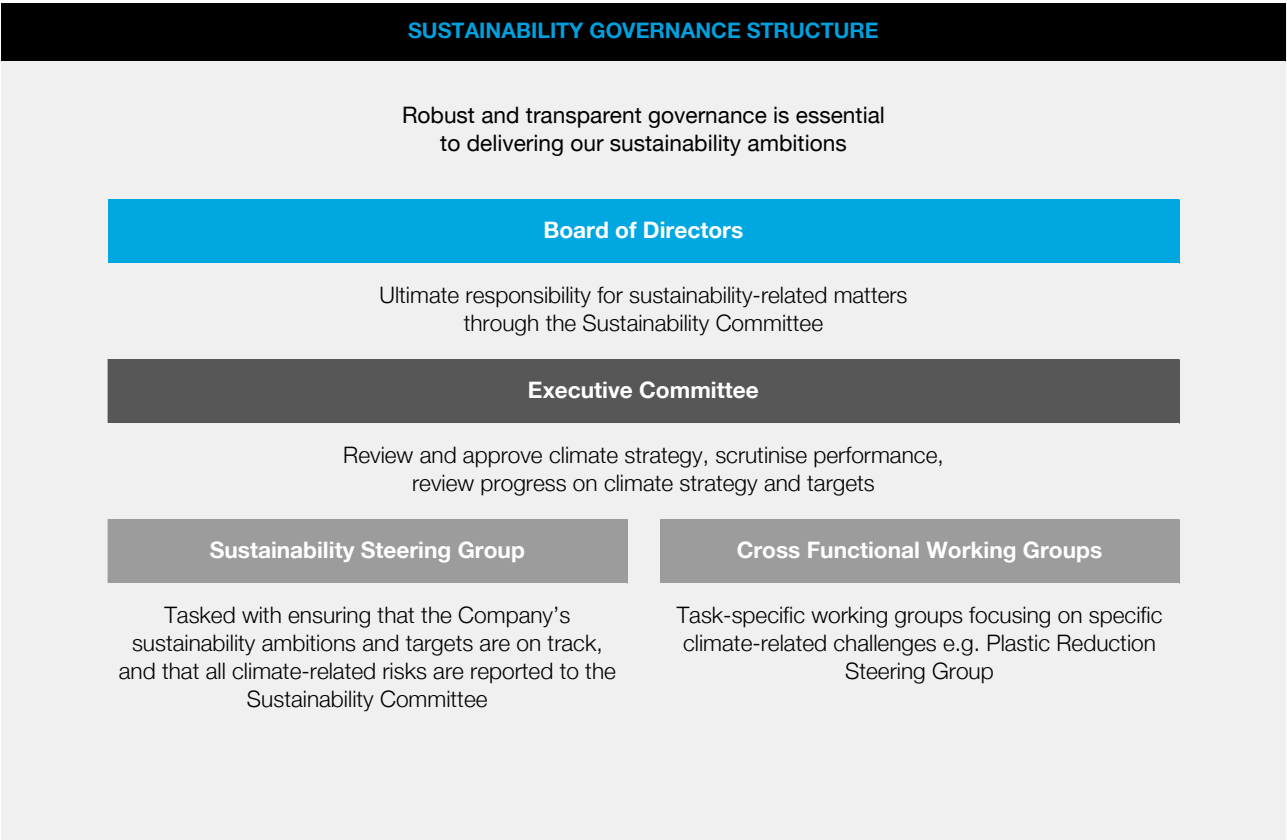 SUSTAINABILITY GOVERNANCE STRUCTURE
Robust and transparent governance is essential
to delivering our sustainability ambitions
Board of Directors
Ultimate responsibility for sustainability-related matters
through the Sustainability Committee
Executive Committee
Review and approve climate strategy, scrutinise performance,
review progress on climate strategy and targets
Sustainability Steering Group
Tasked with ensuring that the Company’s
sustainability ambitions and targets are on track,
and that all climate-related risks are reported to the
Sustainability Committee
Cross Functional Working Groups
Task-specific working groups focusing on specific
climate-related challenges e.g. Plastic Reduction
Steering Group